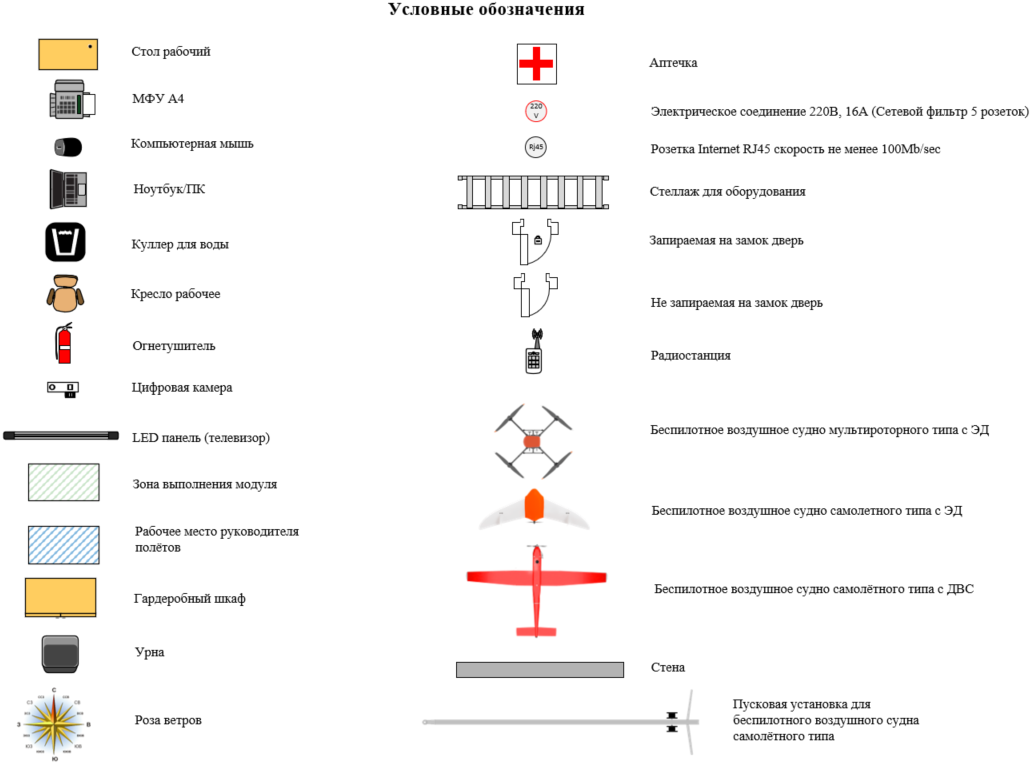 Условные обозначения
Стол рабочий
МФУ А4
Компьютерная мышь
Ноутбук/ПК
Куллер для воды
Кресло рабочее
Огнетушитель
Цифровая камера
LED панель (телевизор)
Зона выполнения модуля
Рабочее место руководителя
полётов
Гардеробный шкаф
Урна
С
СЗ
СВ
З
В
ЮЗ
ЮВ
Ю
Роза ветров
Аптечка
220
V
Электрическое соединение 220В, 16А (Сетевой фильтр 5 розеток)
Rj45
Розетка Internet RJ45 скорость не менее 100Mb/sec
Стеллаж для оборудования
Запираемая на замок дверь
Не запираемая на замок дверь
Радиостанция
Беспилотное воздушное судно мультироторного типа с ЭД
Беспилотное воздушное судно самолетного типа с ЭД
Беспилотное воздушное судно самолётного типа с ДВС
Стена
Пусковая установка для
беспилотного воздушного судна
самолётного типа